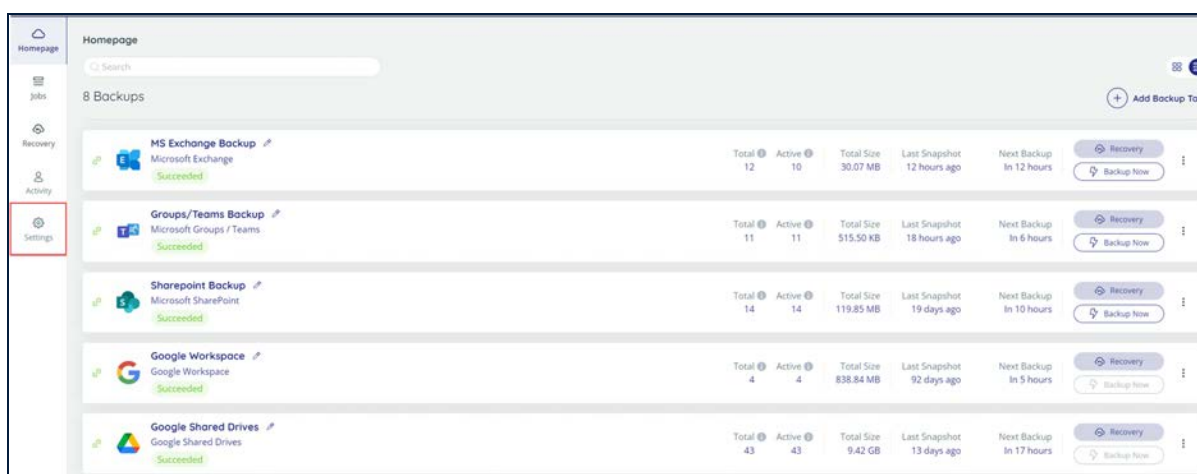 Homepage
Homepage
Search
Jobs
8 Backups
Add Backup To
Recovery
MS Exchange Backup
Microsoft Exchange
Succeeded
Total Active Total Size Last Snapshot Next Backup
12 10 30.07 MB 12 hours ago In 12 hours
Recovery
Backup Now
Activity
Settings
Groups/Teams Backup
Microsoft Groups / Teams
Succeeded
Total Active Total Size Last Snapshot Next Backup
11 11 515.50 KB 18 hours ago In 6 hours
Recovery
Backup Now
Sharepoint Backup
Microsoft SharePoint
Succeeded
Total Active Total Size Last Snapshot Next Backup
14 14 119.85 MB 19 days ago In 10 hours
Recovery
Backup Now
Google Workspace
Google Workspace
Succeeded
Total Active Total Size Last Snapshot Next Backup
4 4 838.84 MB 92 days ago In 5 hours
Recovery
Backup Now
Google Shared Drives
Google Shared Drives
Succeeded
Total Active Total Size Last Snapshot Next Backup
43 43 9.42 GB 13 days ago In 17 hours
Recovery
Backup Now